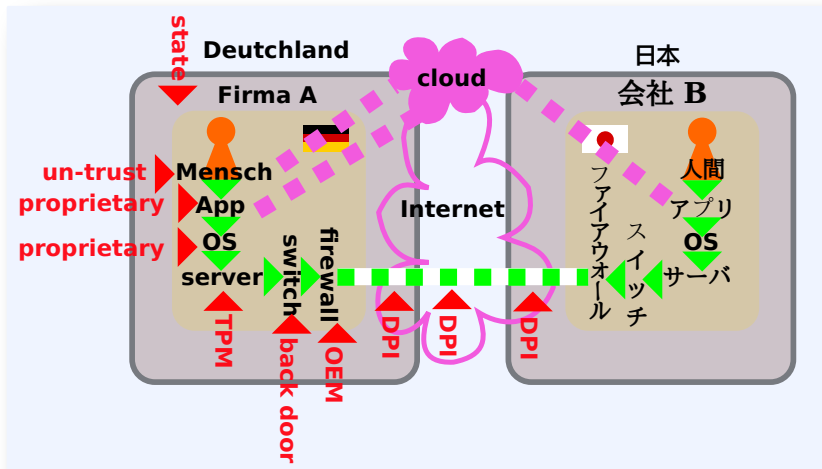 state
Deutchland
日本
cloud
Firma A
会社 B
un-trust
Mensch
人間
proprietary
App
Internet
アプリ
proprietary
OS
OS
server
switch
firewall
ファイアウォール
スイッチ
サーバ
TPM
back door
OEM
DPI
DPI
DPI